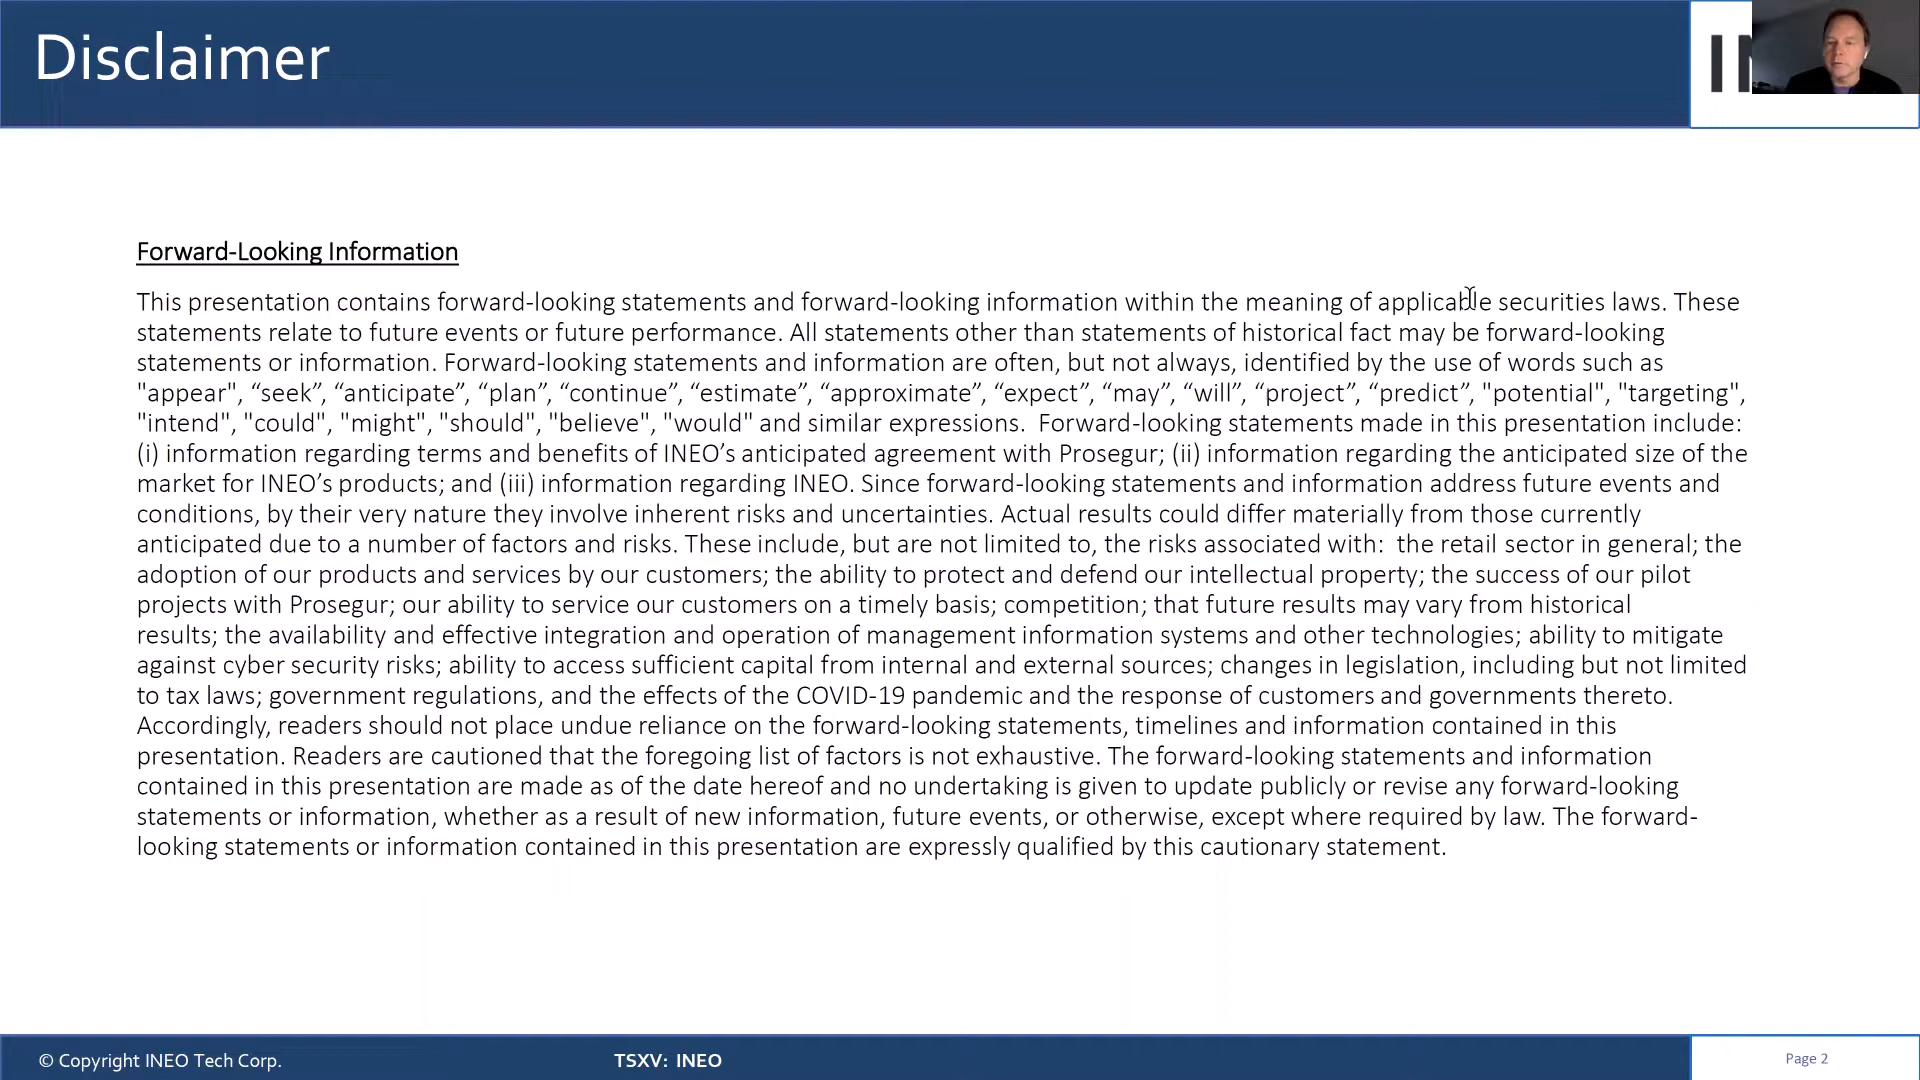 Disclaimer
IN
Forward-Looking Information
This presentation contains forward-looking statements and forward-looking information within the meaning of applicable securities laws. These
statements relate to future events or future performance. All statements other than statements of historical fact may be forward-looking
statements or information. Forward-looking statements and information are often, but not always, identified by the use of words such as
"appear", “seek”, “anticipate”, “plan”, “continue”, “estimate”, “approximate”, “expect”, “may”, “will”, “project”, “predict”, "potential", "targeting",
"intend", "could", "might", "should", "believe", "would" and similar expressions.  Forward-looking statements made in this presentation include:
(i) information regarding terms and benefits of INEO’s anticipated agreement with Prosegur; (ii) information regarding the anticipated size of the
market for INEO’s products; and (iii) information regarding INEO. Since forward-looking statements and information address future events and
conditions, by their very nature they involve inherent risks and uncertainties. Actual results could differ materially from those currently
anticipated due to a number of factors and risks. These include, but are not limited to, the risks associated with:  the retail sector in general; the
adoption of our products and services by our customers; the ability to protect and defend our intellectual property; the success of our pilot
projects with Prosegur; our ability to service our customers on a timely basis; competition; that future results may vary from historical
results; the availability and effective integration and operation of management information systems and other technologies; ability to mitigate
against cyber security risks; ability to access sufficient capital from internal and external sources; changes in legislation, including but not limited
to tax laws; government regulations, and the effects of the COVID-19 pandemic and the response of customers and governments thereto.
Accordingly, readers should not place undue reliance on the forward-looking statements, timelines and information contained in this
presentation. Readers are cautioned that the foregoing list of factors is not exhaustive. The forward-looking statements and information
contained in this presentation are made as of the date hereof and no undertaking is given to update publicly or revise any forward-looking
statements or information, whether as a result of new information, future events, or otherwise, except where required by law. The forward-
looking statements or information contained in this presentation are expressly qualified by this cautionary statement.
© Copyright INEO Tech Corp.
TSXV:  INEO
Page 2